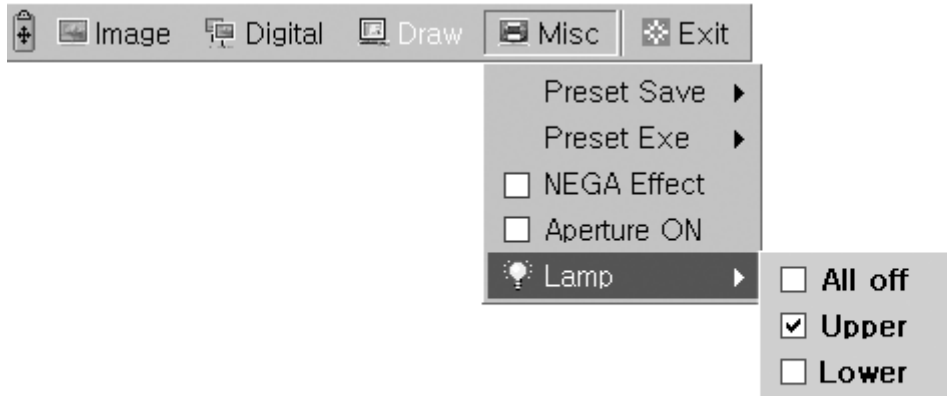 Image Digital Draw Misc Exit
Preset Save
Preset Exe
NEGA Effect
Aperture ON
Lamp
All off
Upper
Lower